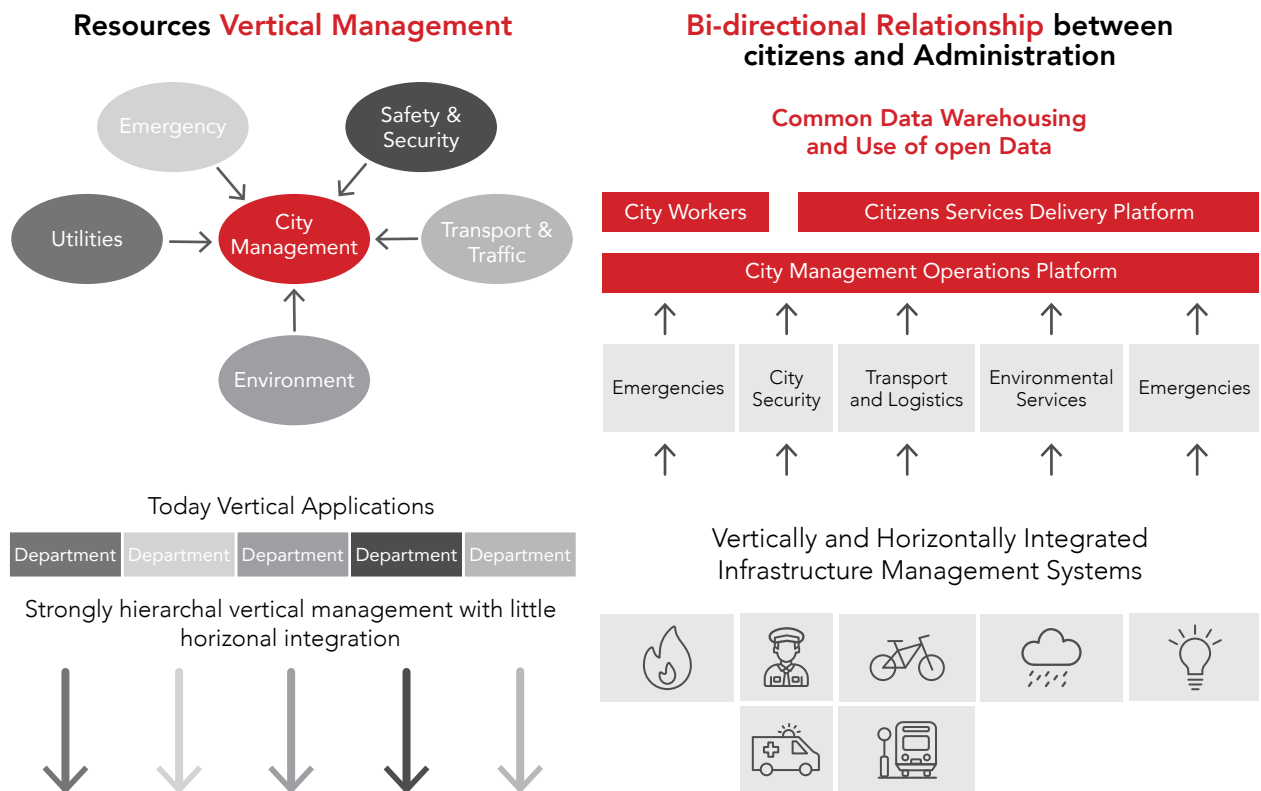 Resources Vertical Management
Emergency
Safety &
Security
Utilities
City
Management
Transport &
Traffic
Environment
Today Vertical Applications
Department Department Department Department Department
Strongly hierarchal vertical management with little
horizonal integration
Bi-directional Relationship between
citizens and Administration
Common Data Warehousing
and Use of open Data
City Workers
Citizens Services Delivery Platform
City Management Operations Platform
Emergencies
City
Security
Transport
and Logistics
Environmental
Services
Emergencies
Vertically and Horizontally Integrated
Infrastructure Management Systems